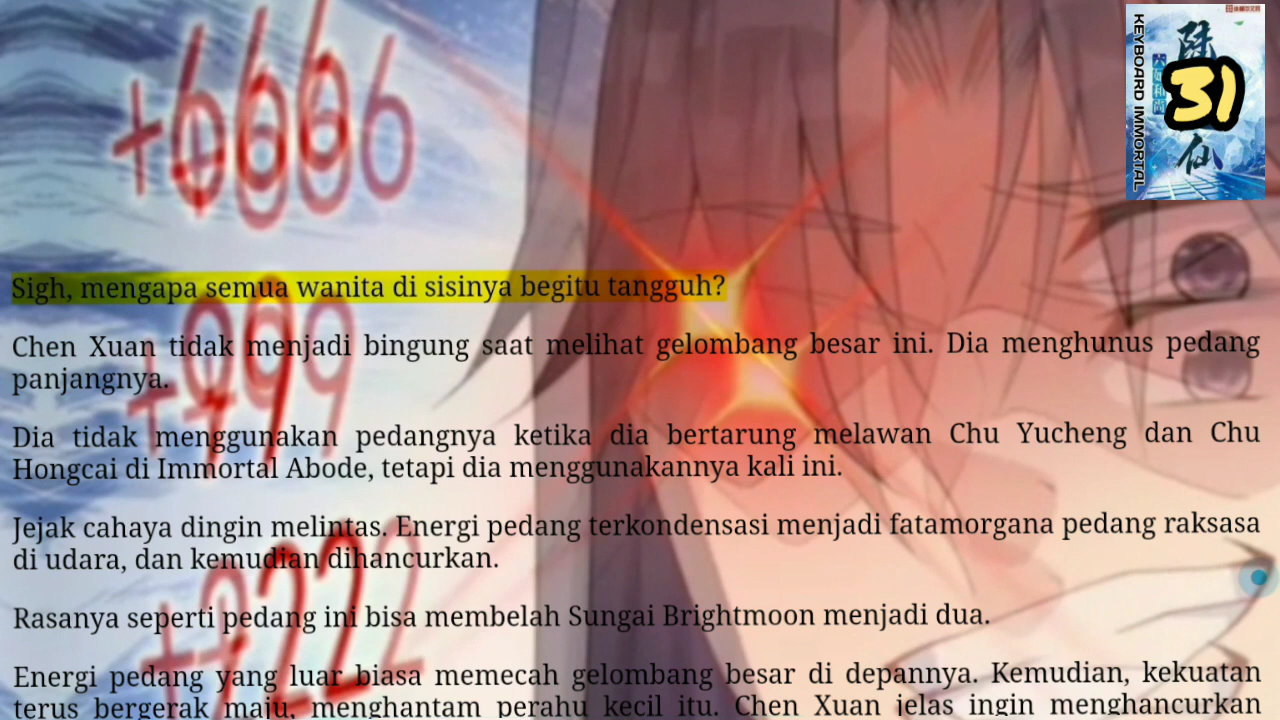 +6666
KEYBOARD IMMORTAL
陆
31
仙
+999
Sigh, mengapa semua wanita di sisinya begitu tangguh?
Chen Xuan tidak menjadi bingung saat melihat gelombang besar ini. Dia menghunus pedang
panjangnya.
Dia tidak menggunakan pedangnya ketika dia bertarung melawan Chu Yucheng dan Chu
Hongcai di Immortal Abode, tetapi dia menggunakannya kali ini.
Jejak cahaya dingin melintas. Energi pedang terkondensasi menjadi fatamorgana pedang raksasa
di udara, dan kemudian dihancurkan.
+222
Rasanya seperti pedang ini bisa membelah Sungai Brightmoon menjadi dua.
Energi pedang yang luar biasa memecah gelombang besar di depannya. Kemudian, kekuatan
terus bergerak maju, menghantam perahu kecil itu. Chen Xuan jelas ingin menghancurkan